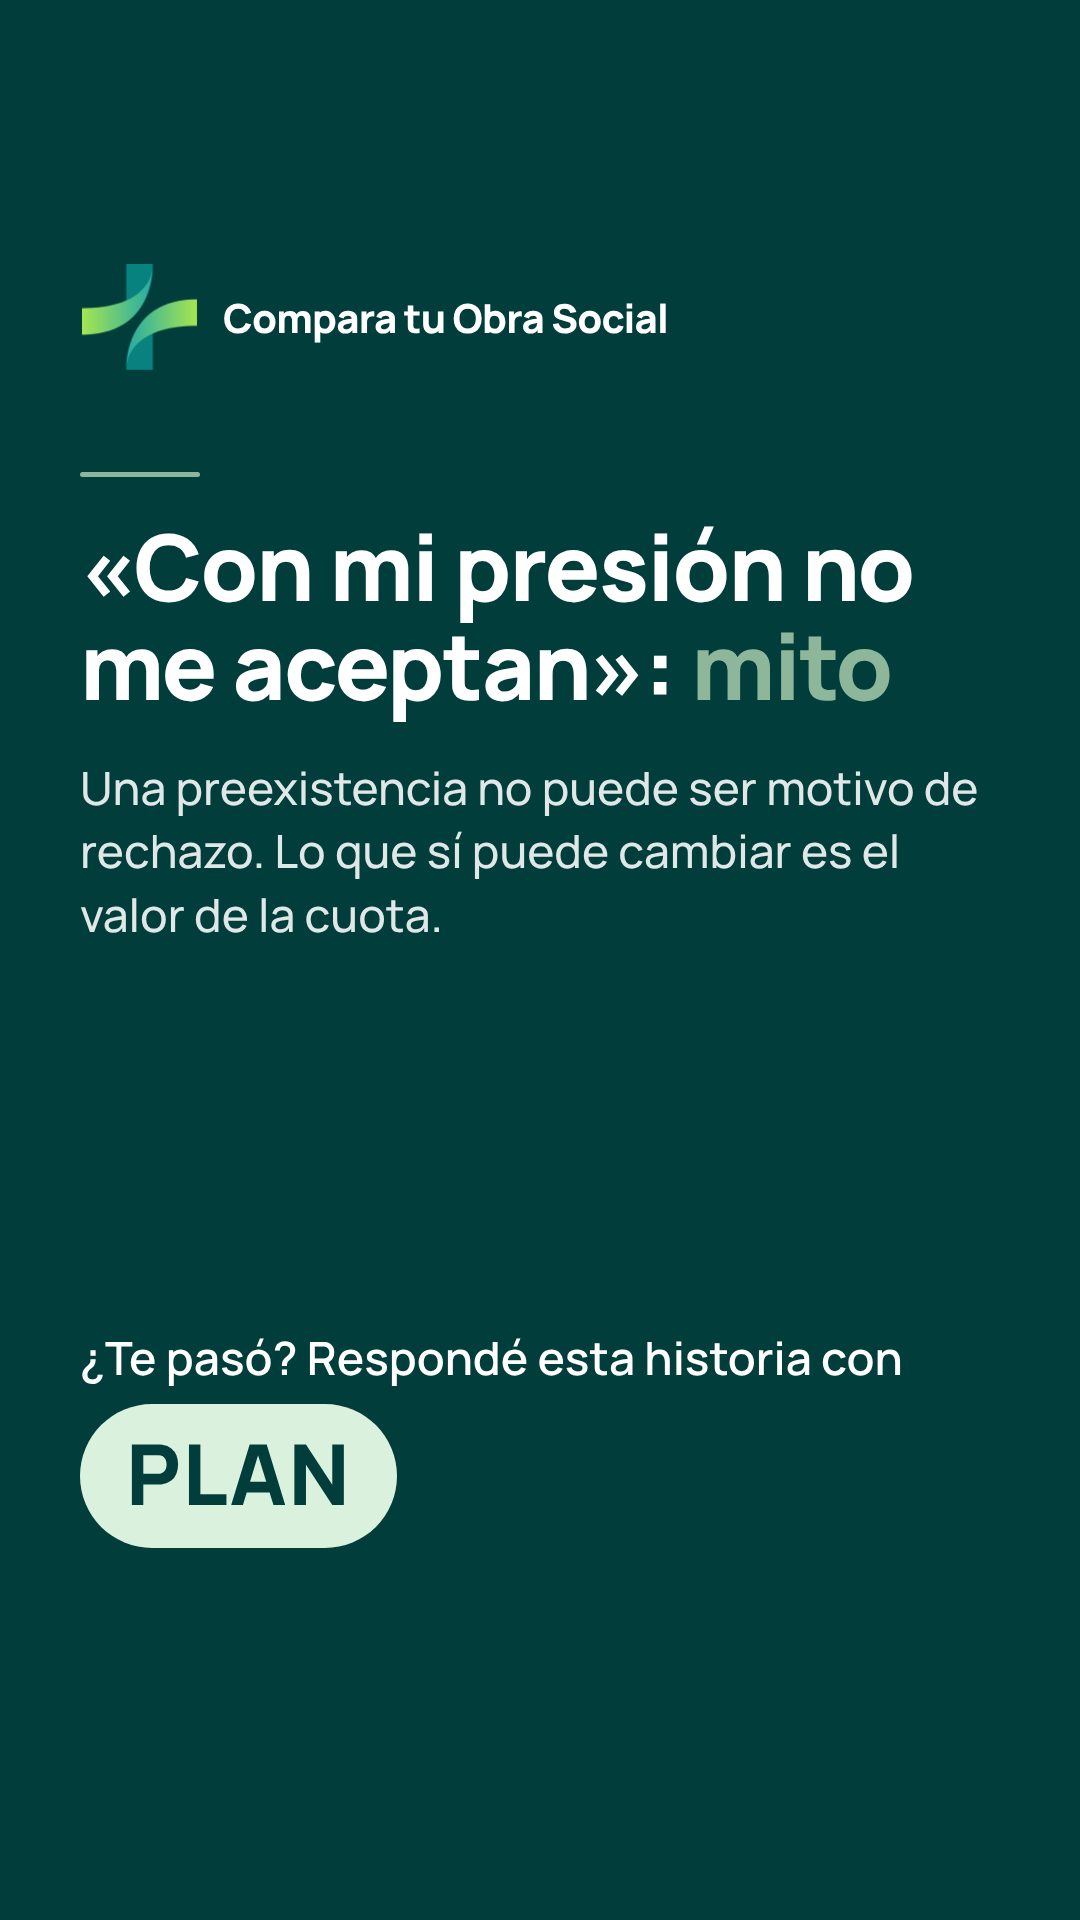 Compara tu Obra Social
«Con mi presión no
me aceptan»: mito
Una preexistencia no puede ser motivo de
rechazo. Lo que sí puede cambiar es el
valor de la cuota.
¿Te pasó? Respondé esta historia con
PLAN